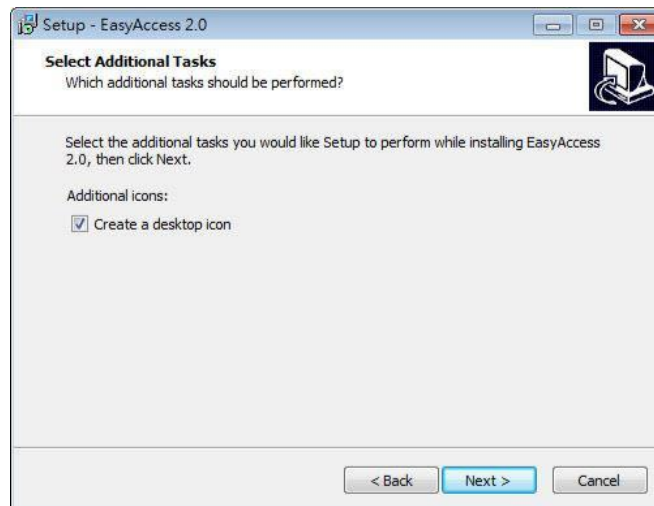 Setup - EasyAccess 2.0
Select Additional Tasks
Which additional tasks should be performed?
Select the additional tasks you would like Setup to perform while installing EasyAccess
2.0, then click Next.
Additional icons:
Create a desktop icon
< Back
Next >
Cancel